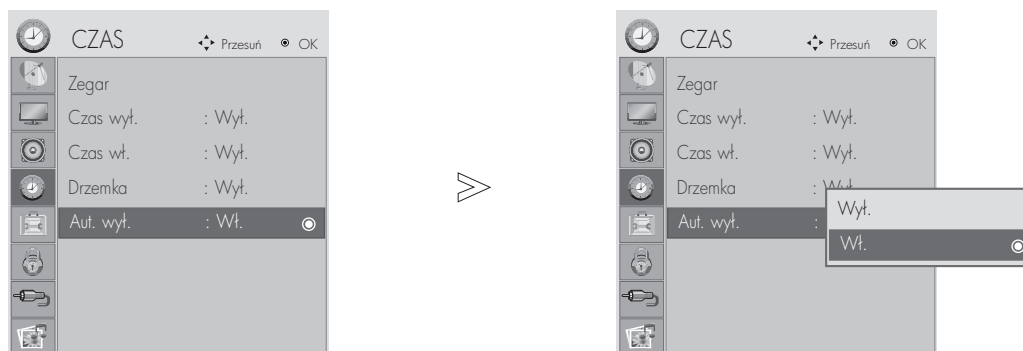 CZAS
Przesuń OK
Zegar
Czas wył. : Wył.
Czas wł. : Wył.
Drzemka : Wył.
Aut. wył. : Wł.
>
CZAS
Przesuń OK
Zegar
Czas wył. : Wył.
Czas wł. : Wył.
Drzemka : Wył.
Aut. wył. :
Wył.
Wł.